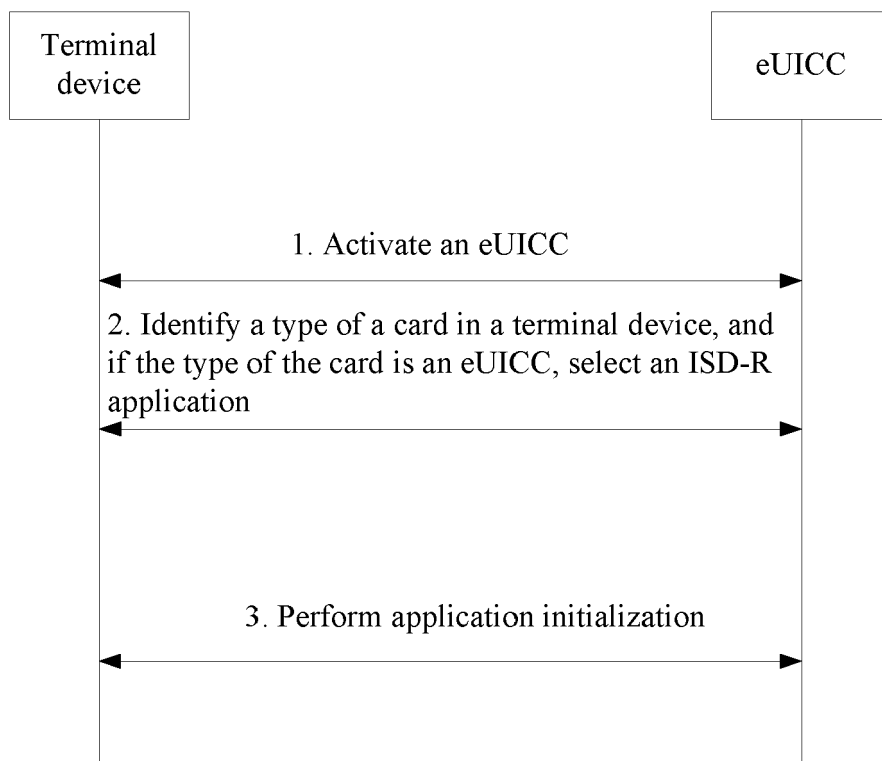 Terminal
device
eUICC
1. Activate an eUICC
2. Identify a type of a card in a terminal device, and
if the type of the card is an eUICC, select an ISD-R
application
3. Perform application initialization